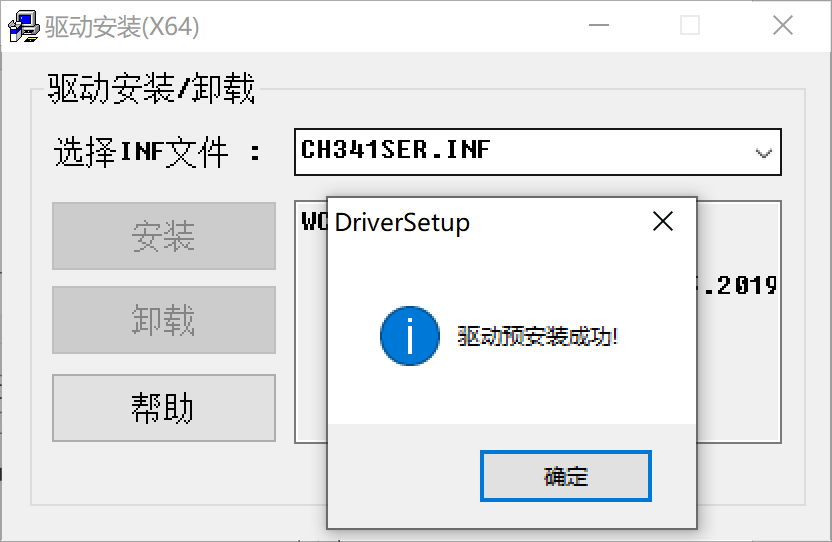 驱动安装(X64)
驱动安装/卸载
选择INF文件 :
CH341SER.INF
安装
卸载
帮助
DriverSetup
.2019
驱动预安装成功!
确定